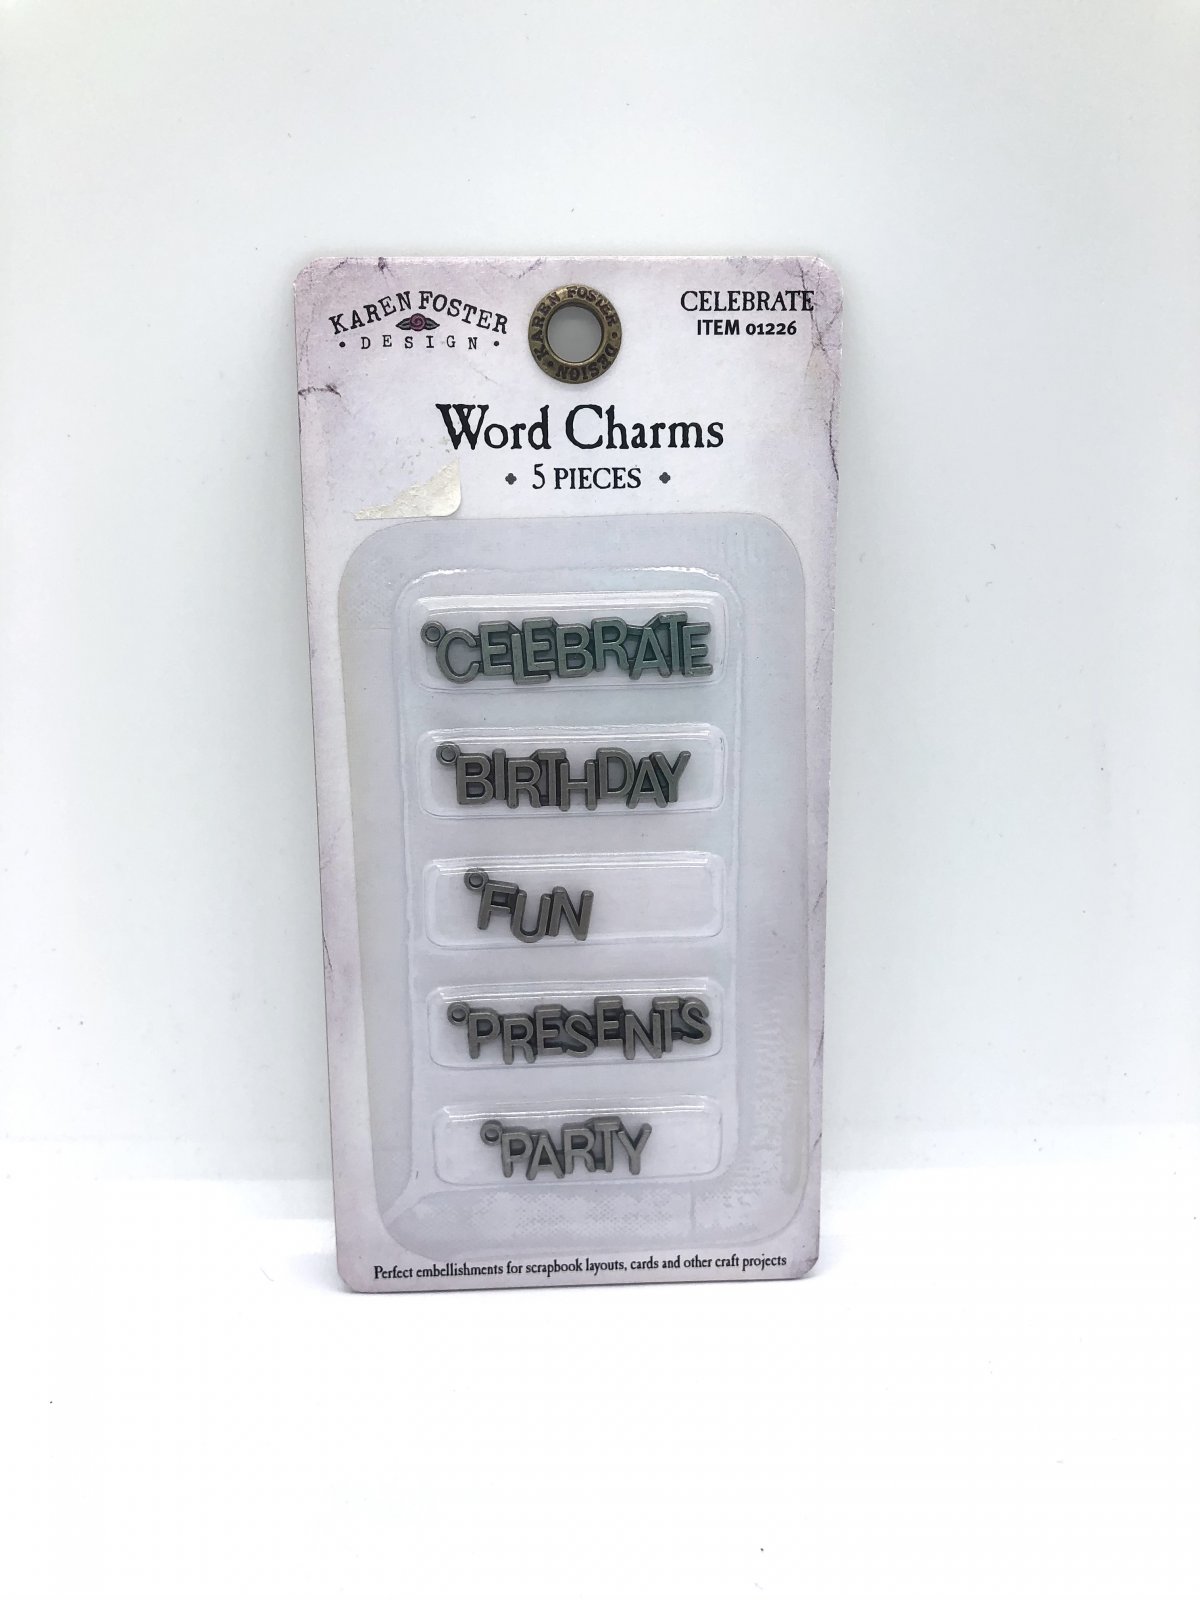 KAREN FOSTER
• DESIGN •
KAREN FOSTER • DESIGN •
CELEBRATE
ITEM 01226
Word Charms
5 PIECES
CELEBRATE
BIRTHDAY
FUN
PRESENTS
PARTY
Perfect embellishments for scrapbook layouts, cards and other craft projects